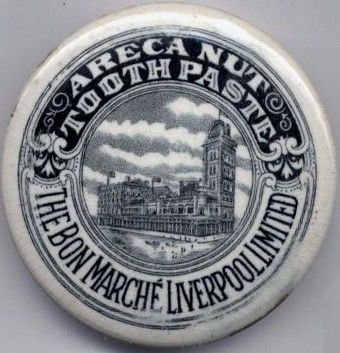 ARECA NUT
TOOTH PASTE
THE BON MARCHÉ LIVERPOOL LIMITED